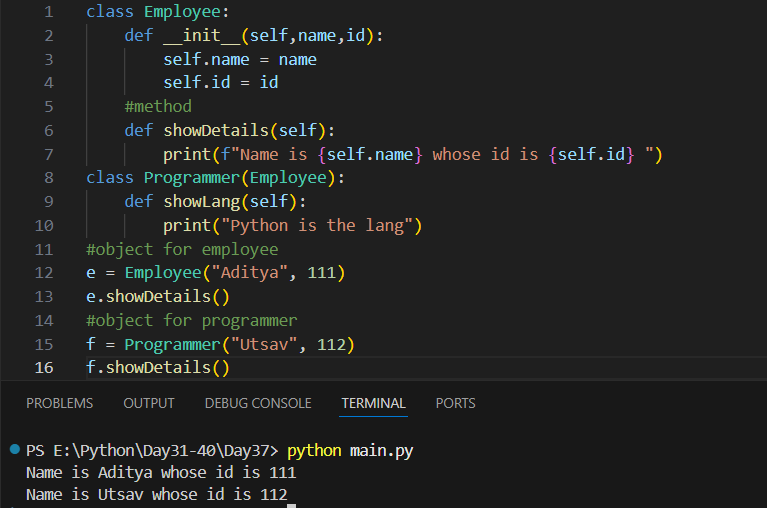 1 class Employee:
2     def __init__(self,name,id):
3         self.name = name
4         self.id = id
5     #method
6     def showDetails(self):
7         print(f"Name is {self.name} whose id is {self.id} ")
8 class Programmer(Employee):
9     def showLang(self):
10         print("Python is the lang")
11 #object for employee
12 e = Employee("Aditya", 111)
13 e.showDetails()
14 #object for programmer
15 f = Programmer("Utsav", 112)
16 f.showDetails()
PROBLEMS OUTPUT DEBUG CONSOLE TERMINAL PORTS
PS E:\Python\Day31-40\Day37> python main.py
Name is Aditya whose id is 111
Name is Utsav whose id is 112